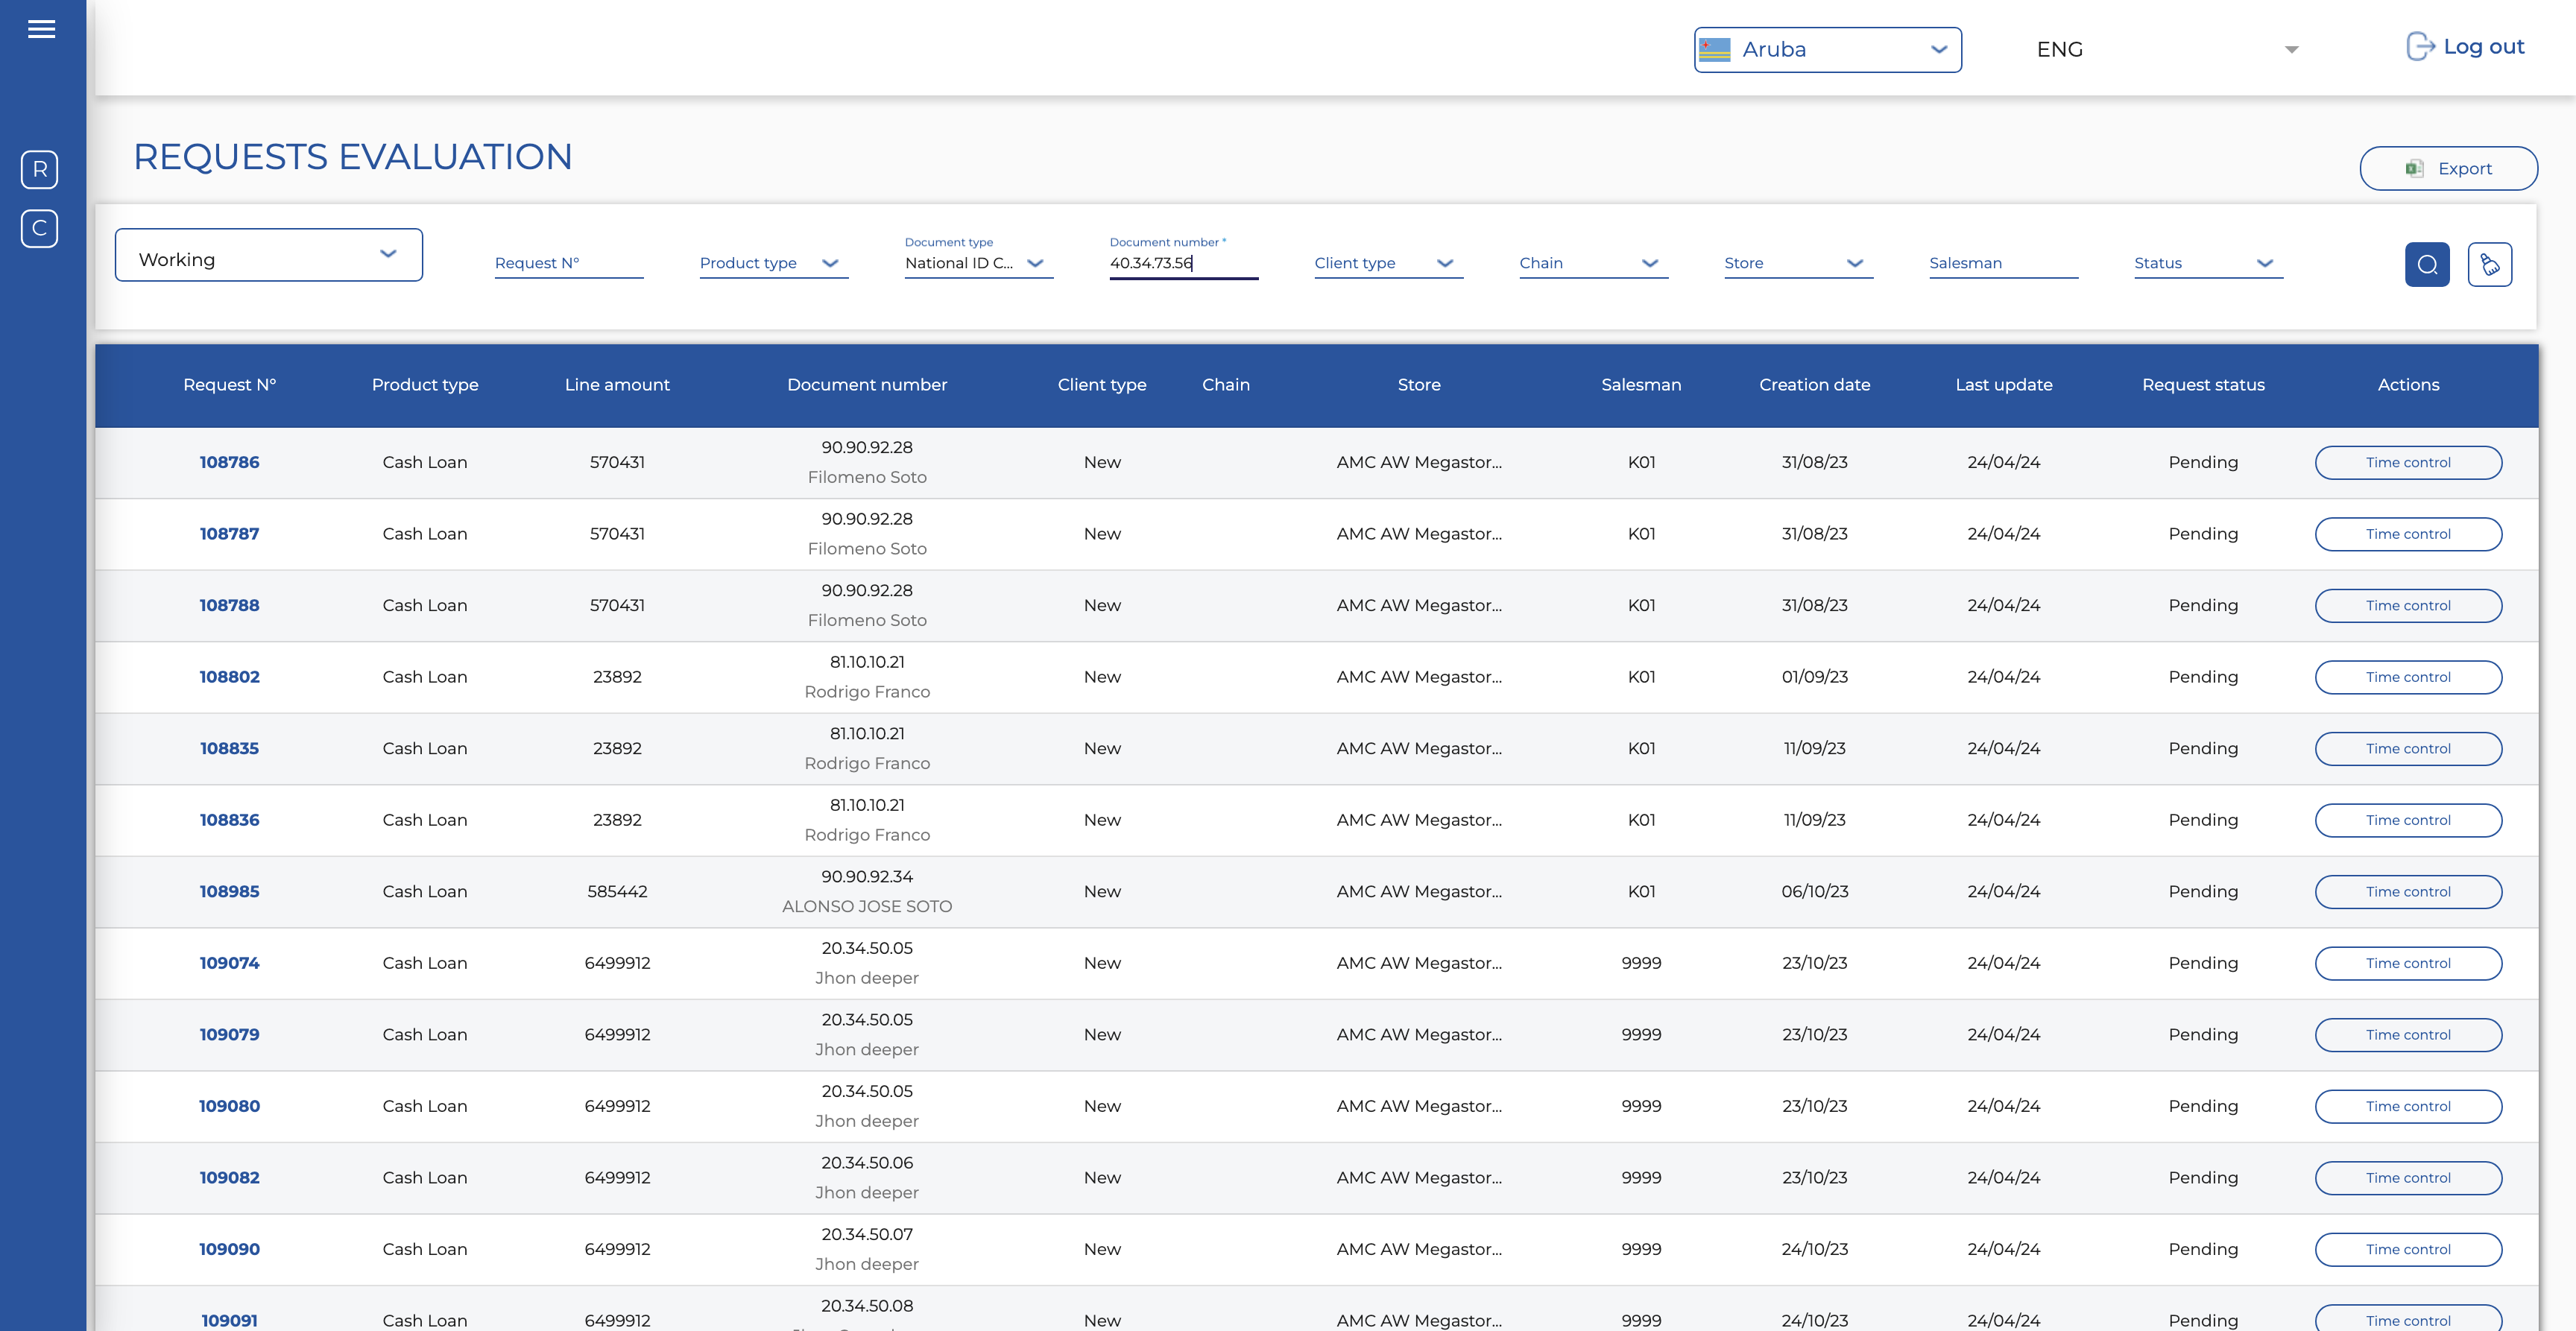 Aruba ENG Log out
R
C
REQUESTS EVALUATION
Export
Document type Document number *
Working Request N° Product type National ID C... 40.34.73.56 Client type Chain Store Salesman Status
Request N° Product type Line amount Document number Client type Chain Store Salesman Creation date Last update Request status Actions
108786 Cash Loan 570431 90.90.92.28 New AMC AW Megastor... K01 31/08/23 24/04/24 Pending Time control
Filomeno Soto
108787 Cash Loan 570431 90.90.92.28 New AMC AW Megastor... K01 31/08/23 24/04/24 Pending Time control
Filomeno Soto
108788 Cash Loan 570431 90.90.92.28 New AMC AW Megastor... K01 31/08/23 24/04/24 Pending Time control
Filomeno Soto
108802 Cash Loan 23892 81.10.10.21 New AMC AW Megastor... K01 01/09/23 24/04/24 Pending Time control
Rodrigo Franco
108835 Cash Loan 23892 81.10.10.21 New AMC AW Megastor... K01 11/09/23 24/04/24 Pending Time control
Rodrigo Franco
108836 Cash Loan 23892 81.10.10.21 New AMC AW Megastor... K01 11/09/23 24/04/24 Pending Time control
Rodrigo Franco
108985 Cash Loan 585442 90.90.92.34 New AMC AW Megastor... K01 06/10/23 24/04/24 Pending Time control
ALONSO JOSE SOTO
109074 Cash Loan 6499912 20.34.50.05 New AMC AW Megastor... 9999 23/10/23 24/04/24 Pending Time control
Jhon deeper
109079 Cash Loan 6499912 20.34.50.05 New AMC AW Megastor... 9999 23/10/23 24/04/24 Pending Time control
Jhon deeper
109080 Cash Loan 6499912 20.34.50.05 New AMC AW Megastor... 9999 23/10/23 24/04/24 Pending Time control
Jhon deeper
109082 Cash Loan 6499912 20.34.50.06 New AMC AW Megastor... 9999 23/10/23 24/04/24 Pending Time control
Jhon deeper
109090 Cash Loan 6499912 20.34.50.07 New AMC AW Megastor... 9999 24/10/23 24/04/24 Pending Time control
Jhon deeper
109091 Cash Loan 6499912 20.34.50.08 New AMC AW Megastor... 9999 24/10/23 24/04/24 Pending Time control